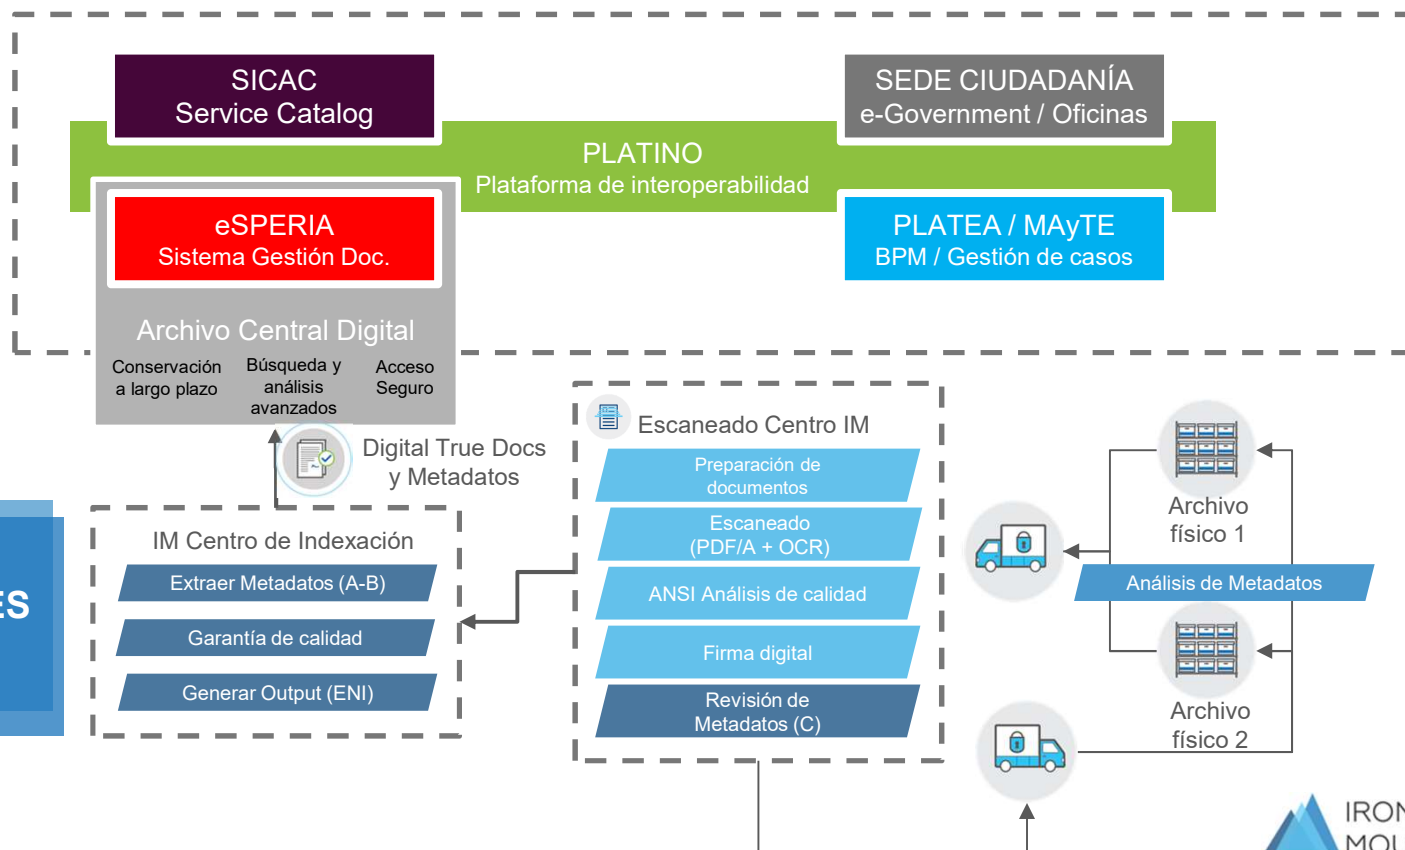 SICAC
Service Catalog
SEDE CIUDADANÍA
e-Government / Oficinas
PLATINO
Plataforma de interoperabilidad
eSPERIA
Sistema Gestión Doc.
PLATEA / MAyTE
BPM / Gestión de casos
Archivo Central Digital
Conservación
a largo plazo
Búsqueda y
análisis
avanzados
Acceso
Seguro
Digital True Docs
y Metadatos
Escaneado Centro IM
Preparación de
documentos
Escaneado
(PDF/A + OCR)
ANSI Análisis de calidad
Firma digital
Revisión de
Metadatos (C)
IM Centro de Indexación
Extraer Metadatos (A-B)
Garantía de calidad
Generar Output (ENI)
ES
Archivo
físico 1
Análisis de Metadatos
Archivo
físico 2
IRON
MOU